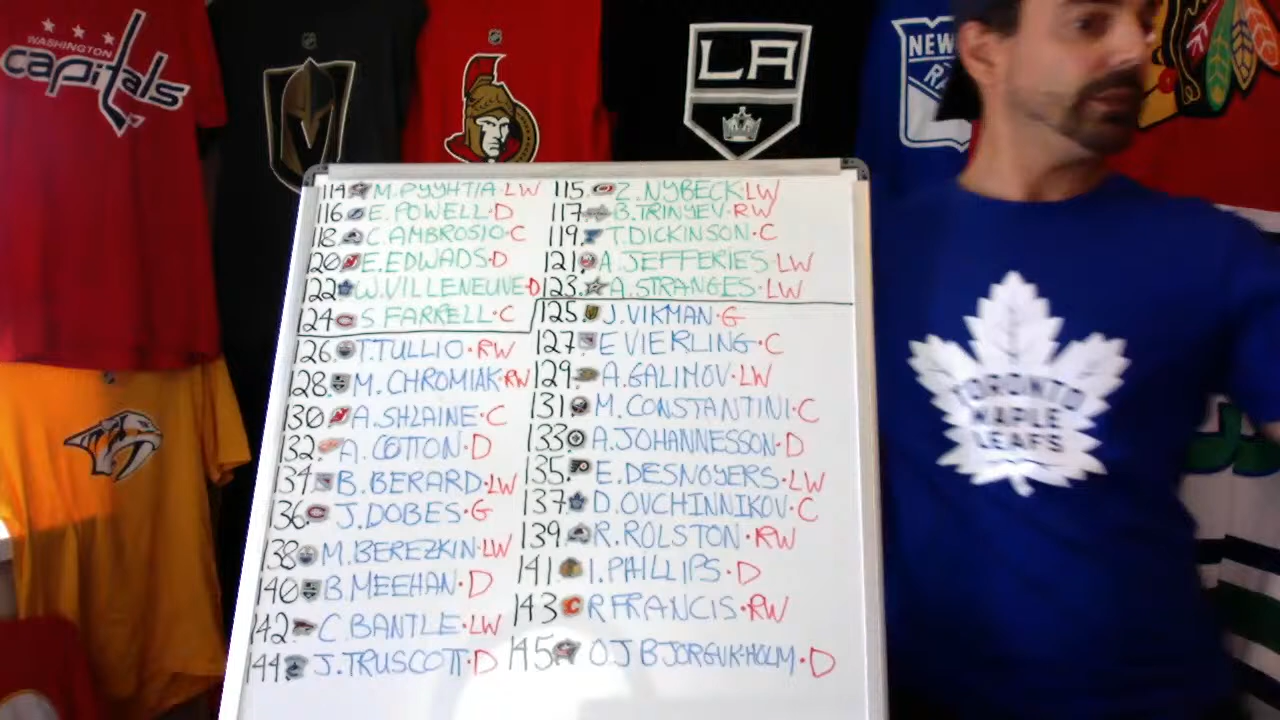 WASHINGTON
capitals
LA
NEW
114 M. PYYHTIA · LW 115. Z. NYBECK · LW
116 E. POWELL · D 117. B. TRINYEV · RW
118 C. AMBROSIO · C 119. T. DICKINSON · C
120 E. EDWADS · D 121. A. JEFFERIES · LW
122 W. VILLENEUVE · D 123. A. STRANGES · LW
124 S FARRELL · C 125. J. VIKMAN · G
126. T. TULLIO · RW 127. E VIERLING · C
128. M. CHROMIAK · RW 129. A. GALIMOV · LW
130 A. SHLAINE · C 131 M. CONSTANTINI · C
132. A. COTTON · D 133. A. JOHANNESSON · D
134. B. BERARD · LW 135. E. DESNOYERS · LW
136. J. DOBES · G 137. D. OVCHINNIKOV · C
138 M. BEREZKIN · LW 139. R. ROLSTON · RW
140 B. MEEHAN · D 141. I. PHILLIPS · D
142 C. BANTLE · LW 143 R FRANCIS · RW
144 J. TRUSCOTT · D 145 OJ BJORGVIK-HOLM · D
TORONTO
MAPLE
LEAFS